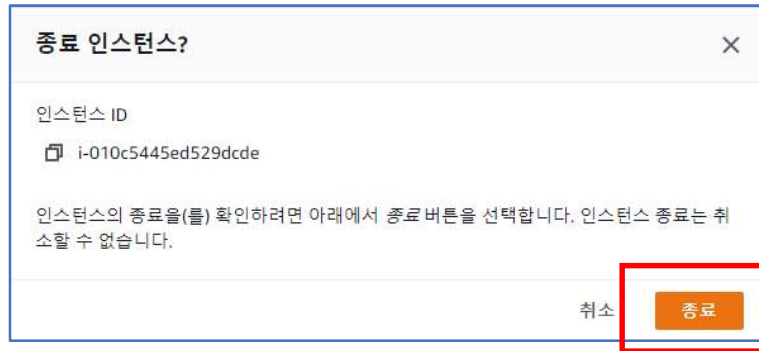 종료 인스턴스?
인스턴스 ID
i-010c5445ed529dcde
인스턴스의 종료을(를) 확인하려면 아래에서 종료 버튼을 선택합니다. 인스턴스 종료는 취
소할 수 없습니다.
취소 종료